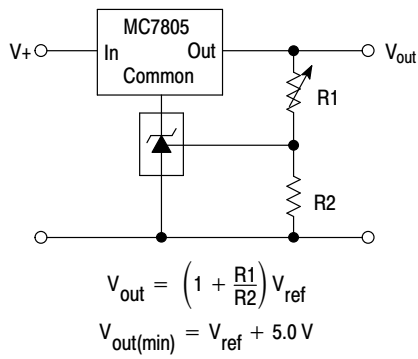 MC7805
V+ In Out V_out
Common
R1
R2
V_out = (1 + R1/R2) V_ref
V_out(min) = V_ref + 5.0 V